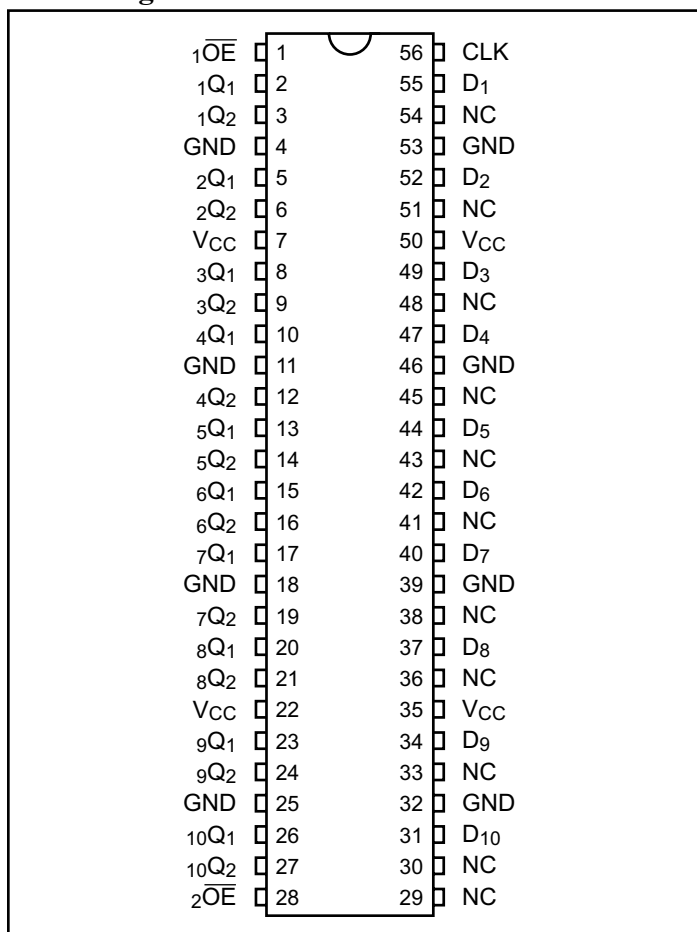 1OE 1 56 CLK
1Q1 2 55 D1
1Q2 3 54 NC
GND 4 53 GND
2Q1 5 52 D2
2Q2 6 51 NC
VCC 7 50 VCC
3Q1 8 49 D3
3Q2 9 48 NC
4Q1 10 47 D4
GND 11 46 GND
4Q2 12 45 NC
5Q1 13 44 D5
5Q2 14 43 NC
6Q1 15 42 D6
6Q2 16 41 NC
7Q1 17 40 D7
GND 18 39 GND
7Q2 19 38 NC
8Q1 20 37 D8
8Q2 21 36 NC
VCC 22 35 VCC
9Q1 23 34 D9
9Q2 24 33 NC
GND 25 32 GND
10Q1 26 31 D10
10Q2 27 30 NC
2OE 28 29 NC